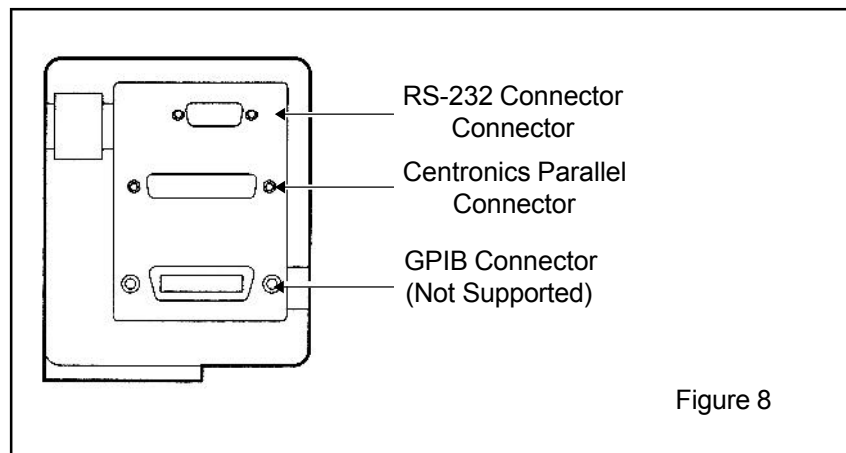 RS-232 Connector
Connector
Centronics Parallel
Connector
GPIB Connector
(Not Supported)
Figure 8